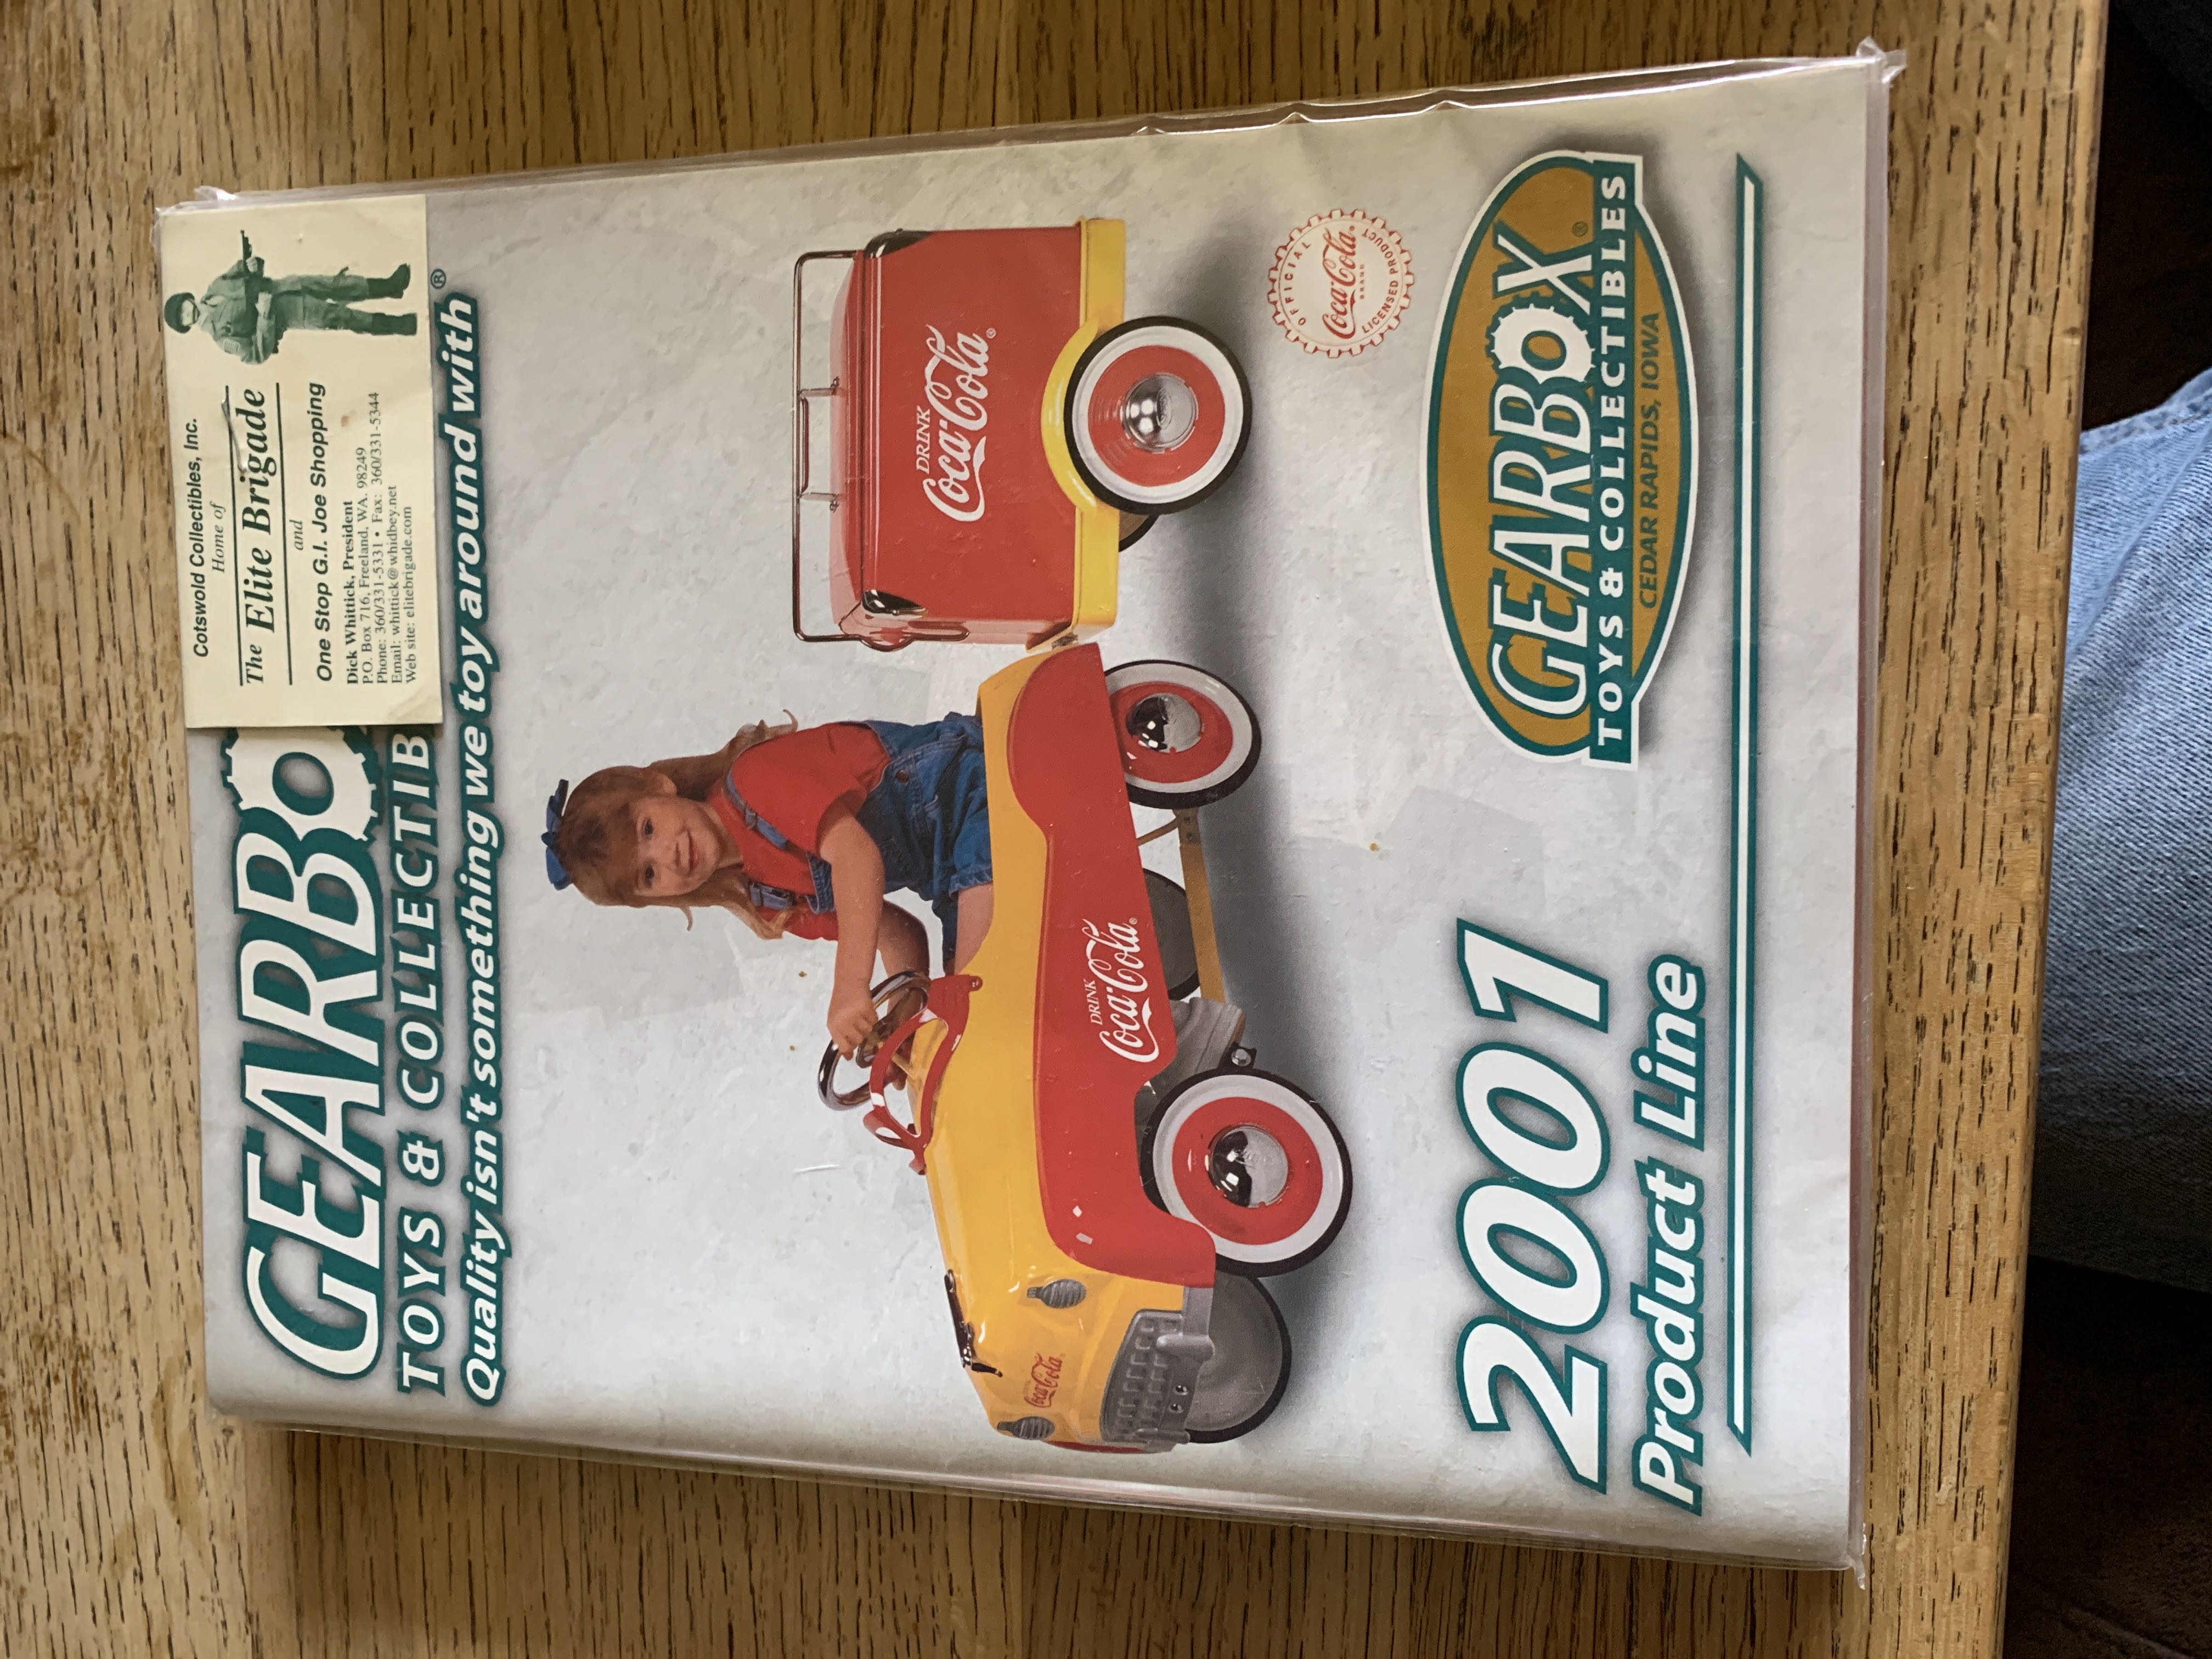 Cotswold Collectibles, Inc.
Home of
The Elite Brigade
and
One Stop G.I. Joe Shopping
Dick Whittick, President
P.O. Box 716, Freeland, WA. 98249
Phone: 360/331-5331 • Fax: 360/331-5344
Email: whittick@whidbey.net
Web site: elitebrigade.com
GEARBO
TOYS & COLLECTIB
Quality isn't something we toy around with®
DRINK
Coca-Cola®
DRINK
Coca-Cola®
Coca-Cola
OFFICIAL
Coca-Cola®
BRAND
LICENSED PRODUCT
2001
Product Line
GEARBOX®
TOYS & COLLECTIBLES
CEDAR RAPIDS, IOWA